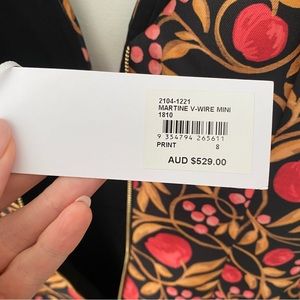 2104-1221
MARTINE V-WIRE MINI
1810
9 354794 265611
PRINT 8
AUD $529.00